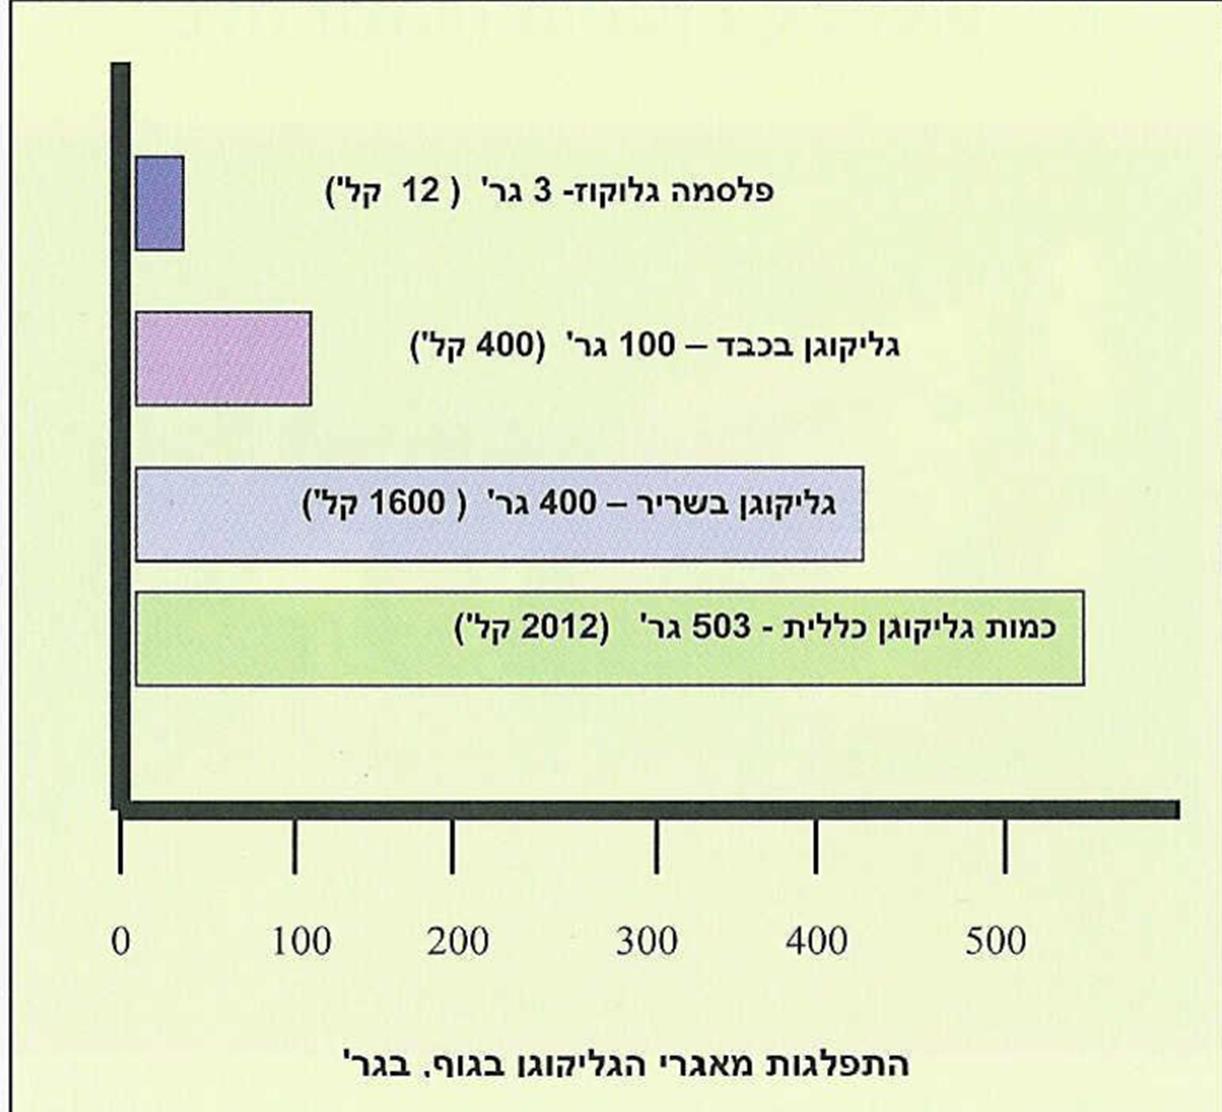 פלסמה גלוקוז- 3 גר' ( 12 קל')
גליקוגן בכבד – 100 גר' (400 קל')
גליקוגן בשריר – 400 גר' ( 1600 קל')
כמות גליקוגן כללית - 503 גר' (2012 קל')
0 100 200 300 400 500
התפלגות מאגרי הגליקוגן בגוף. בגר'